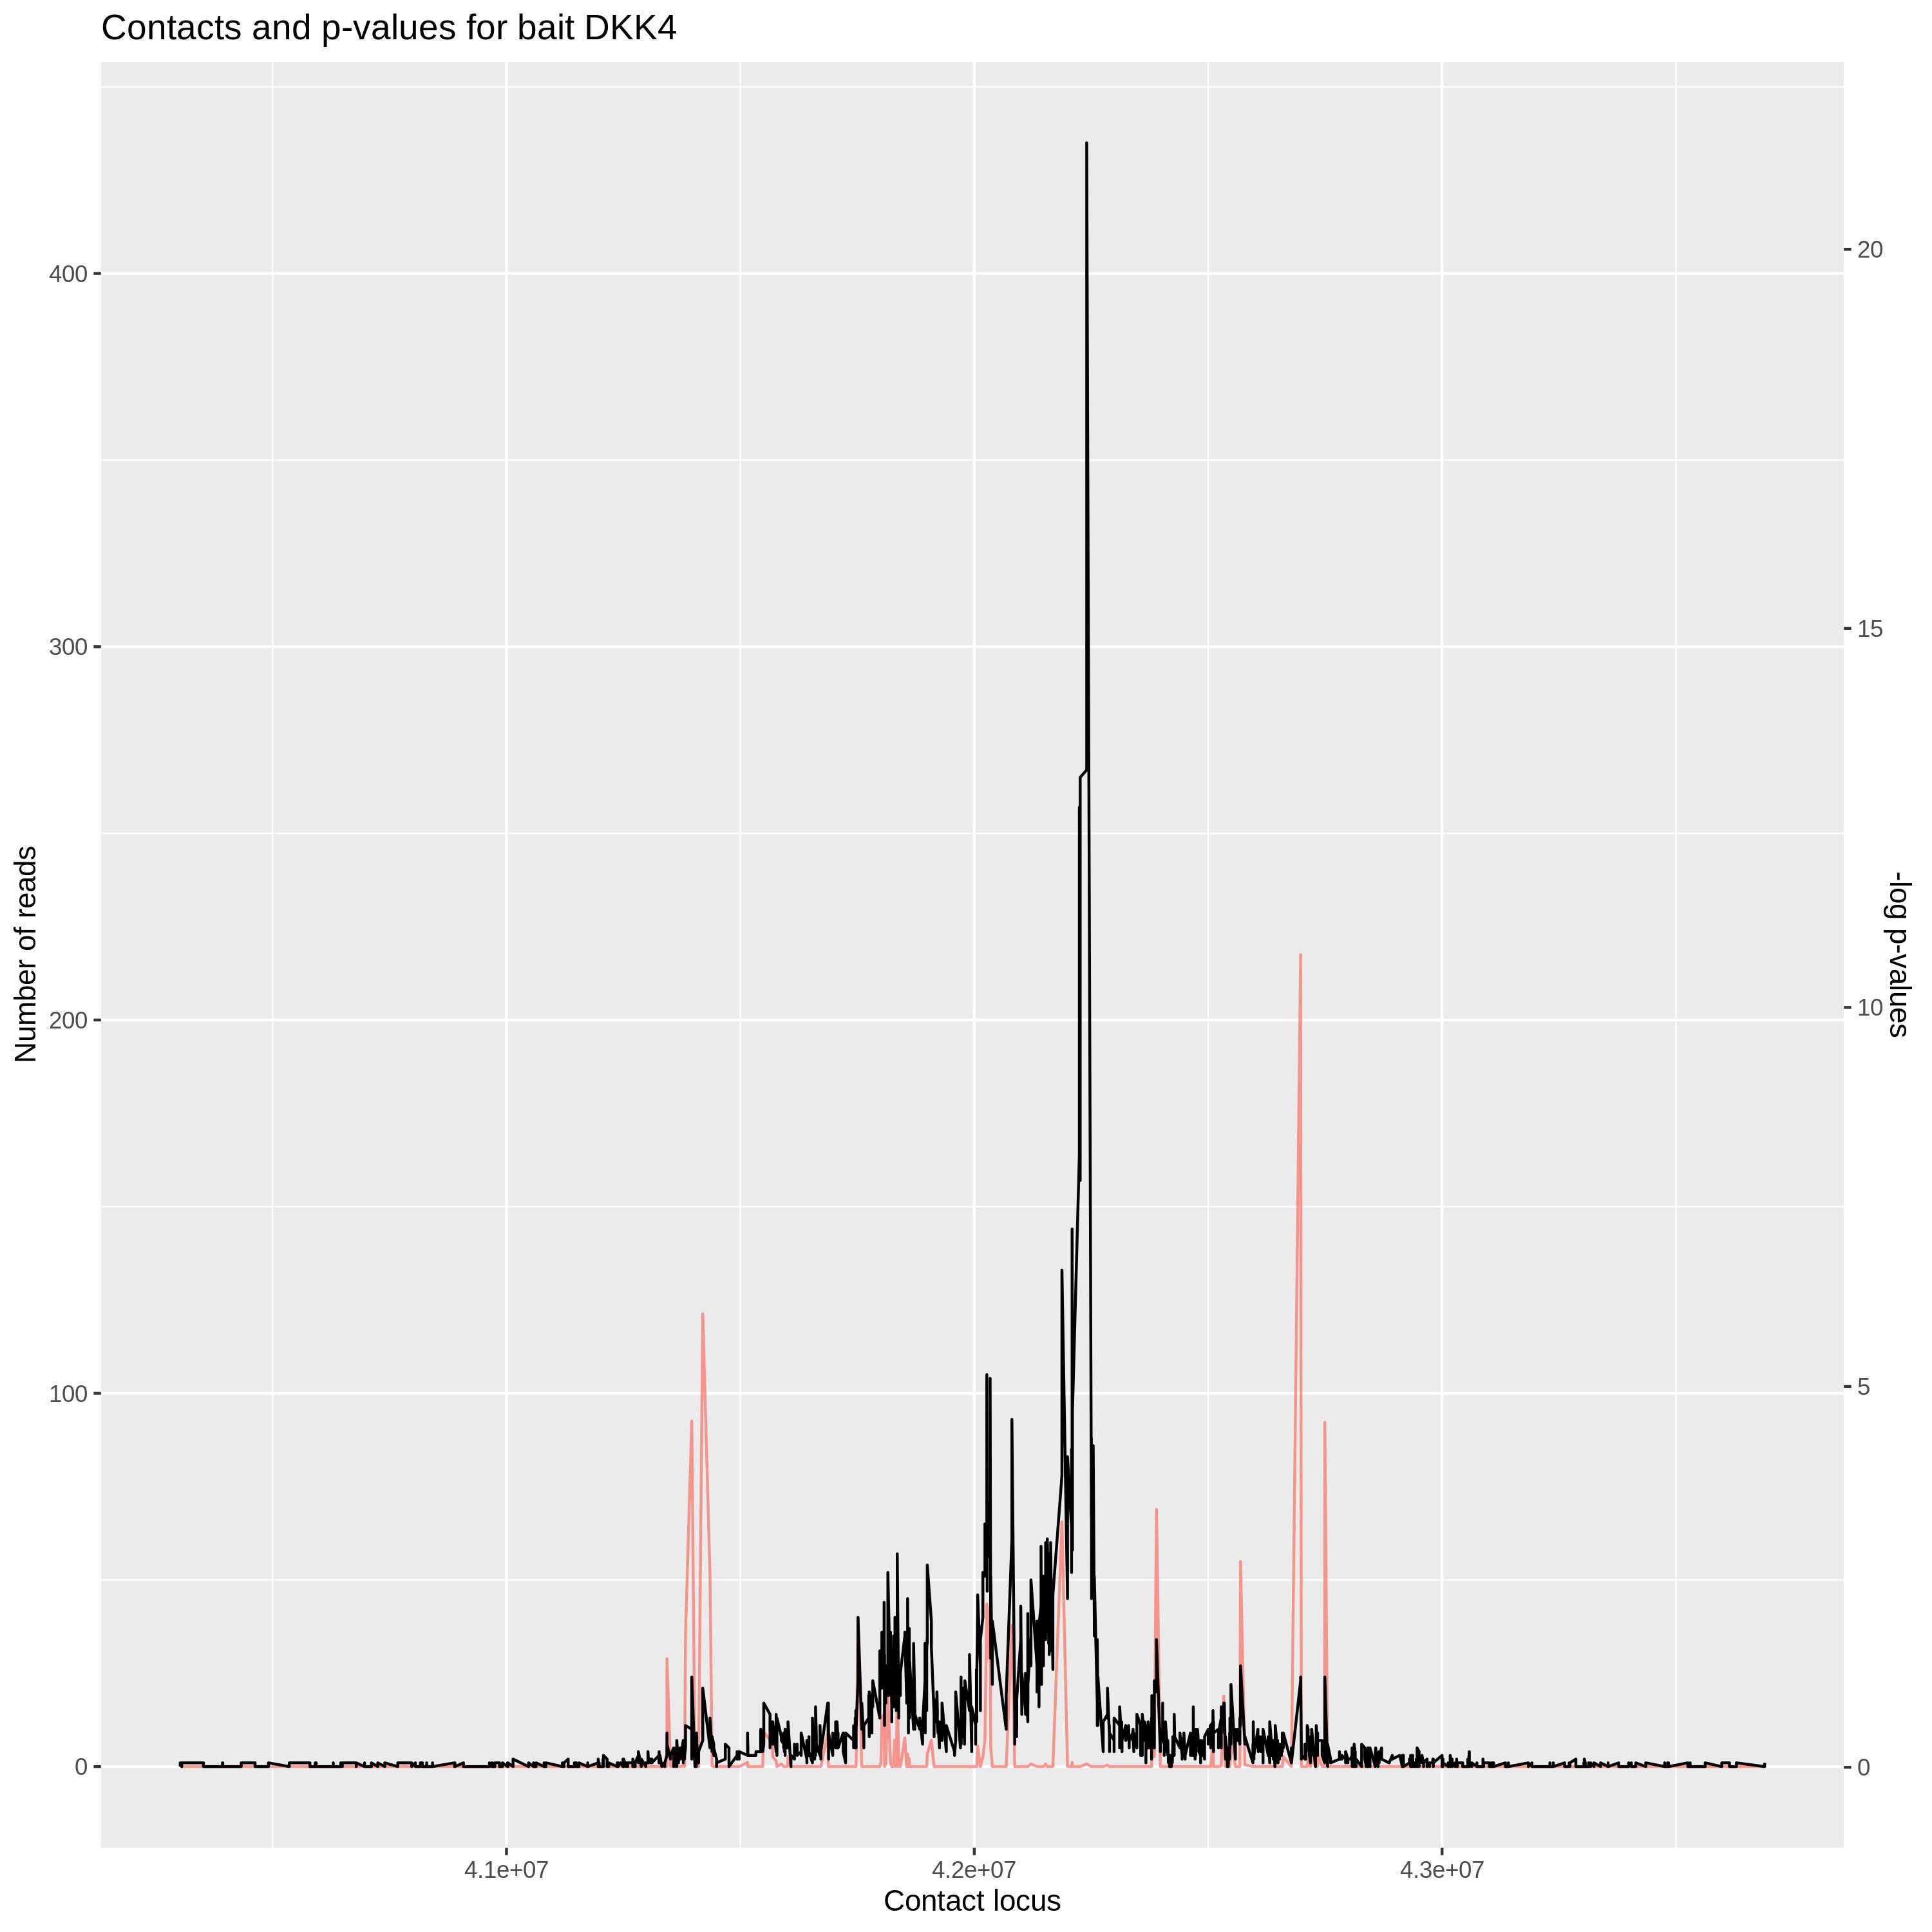 Contacts and p-values for bait DKK4
400
300
200
100
0
Number of reads
20
15
10
5
0
-log p-values
4.1e+07
4.2e+07
4.3e+07
Contact locus